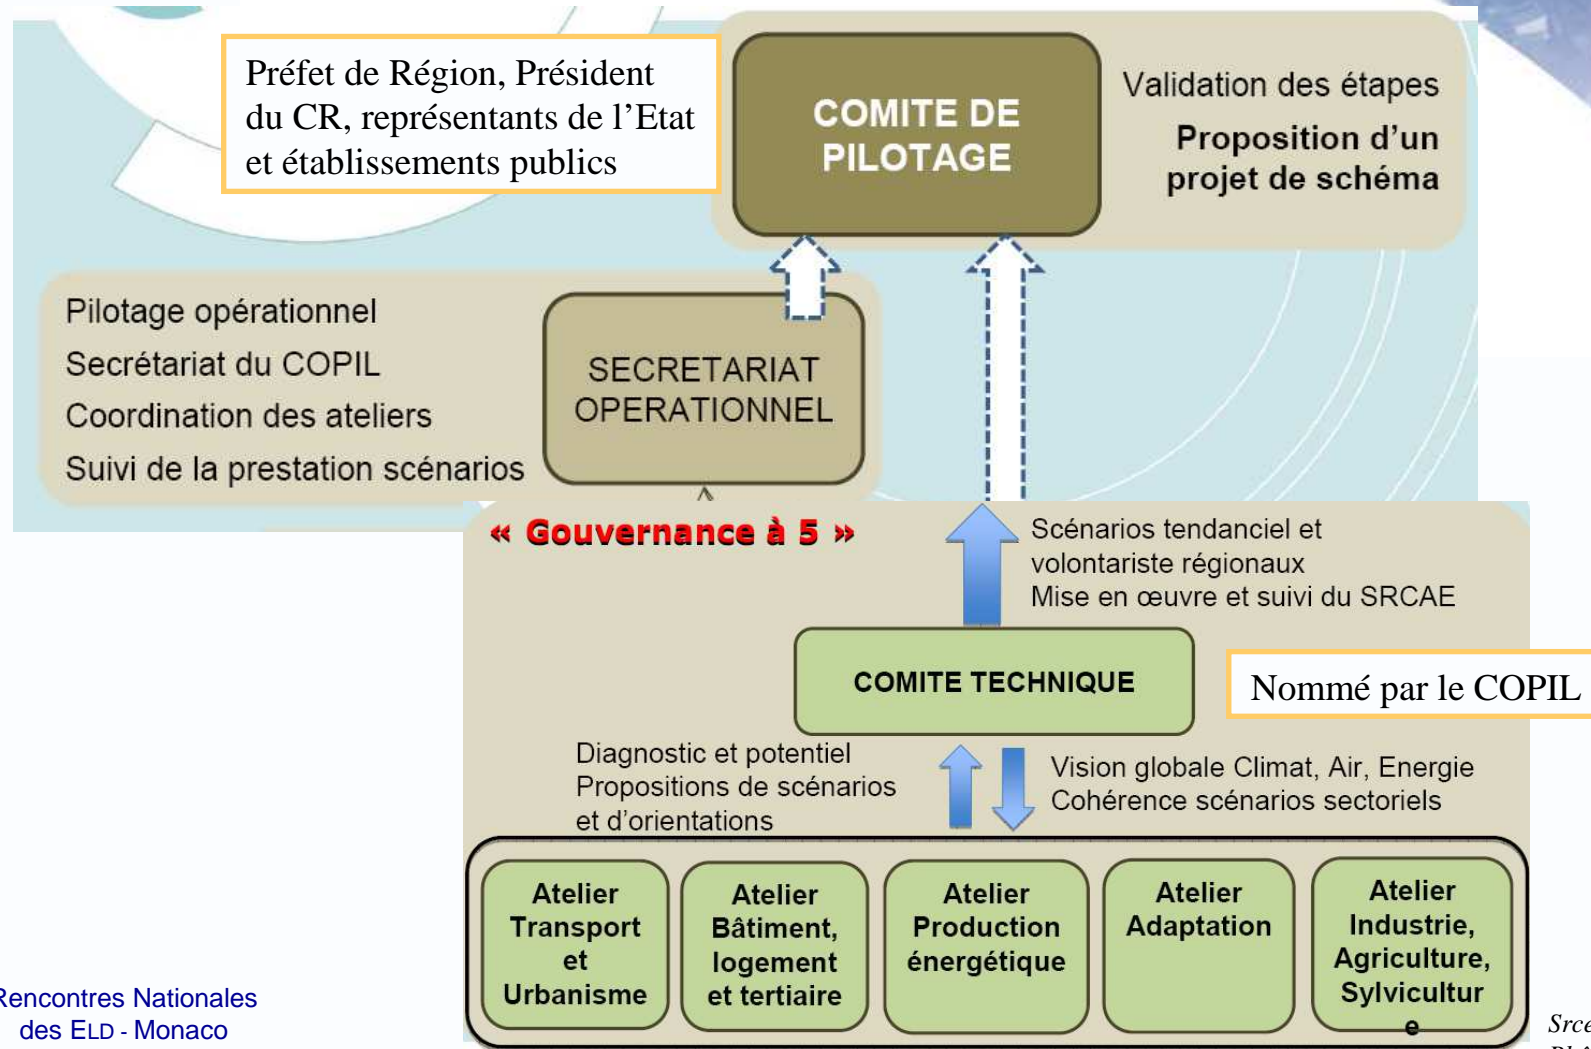 Préfet de Région, Président
du CR, représentants de l’Etat
et établissements publics
COMITE DE
PILOTAGE
Validation des étapes
Proposition d’un
projet de schéma
Pilotage opérationnel
Secrétariat du COPIL
Coordination des ateliers
Suivi de la prestation scénarios
SECRETARIAT
OPERATIONNEL
« Gouvernance à 5 »
Scénarios tendanciel et
volontariste régionaux
Mise en œuvre et suivi du SRCAE
COMITE TECHNIQUE
Nommé par le COPIL
Diagnostic et potentiel
Propositions de scénarios
et d’orientations
Vision globale Climat, Air, Energie
Cohérence scénarios sectoriels
Atelier
Transport
et
Urbanisme
Atelier
Bâtiment,
logement
et tertiaire
Atelier
Production
énergétique
Atelier
Adaptation
Atelier
Industrie,
Agriculture,
Sylvicultur
e
Rencontres Nationales
des ELD - Monaco